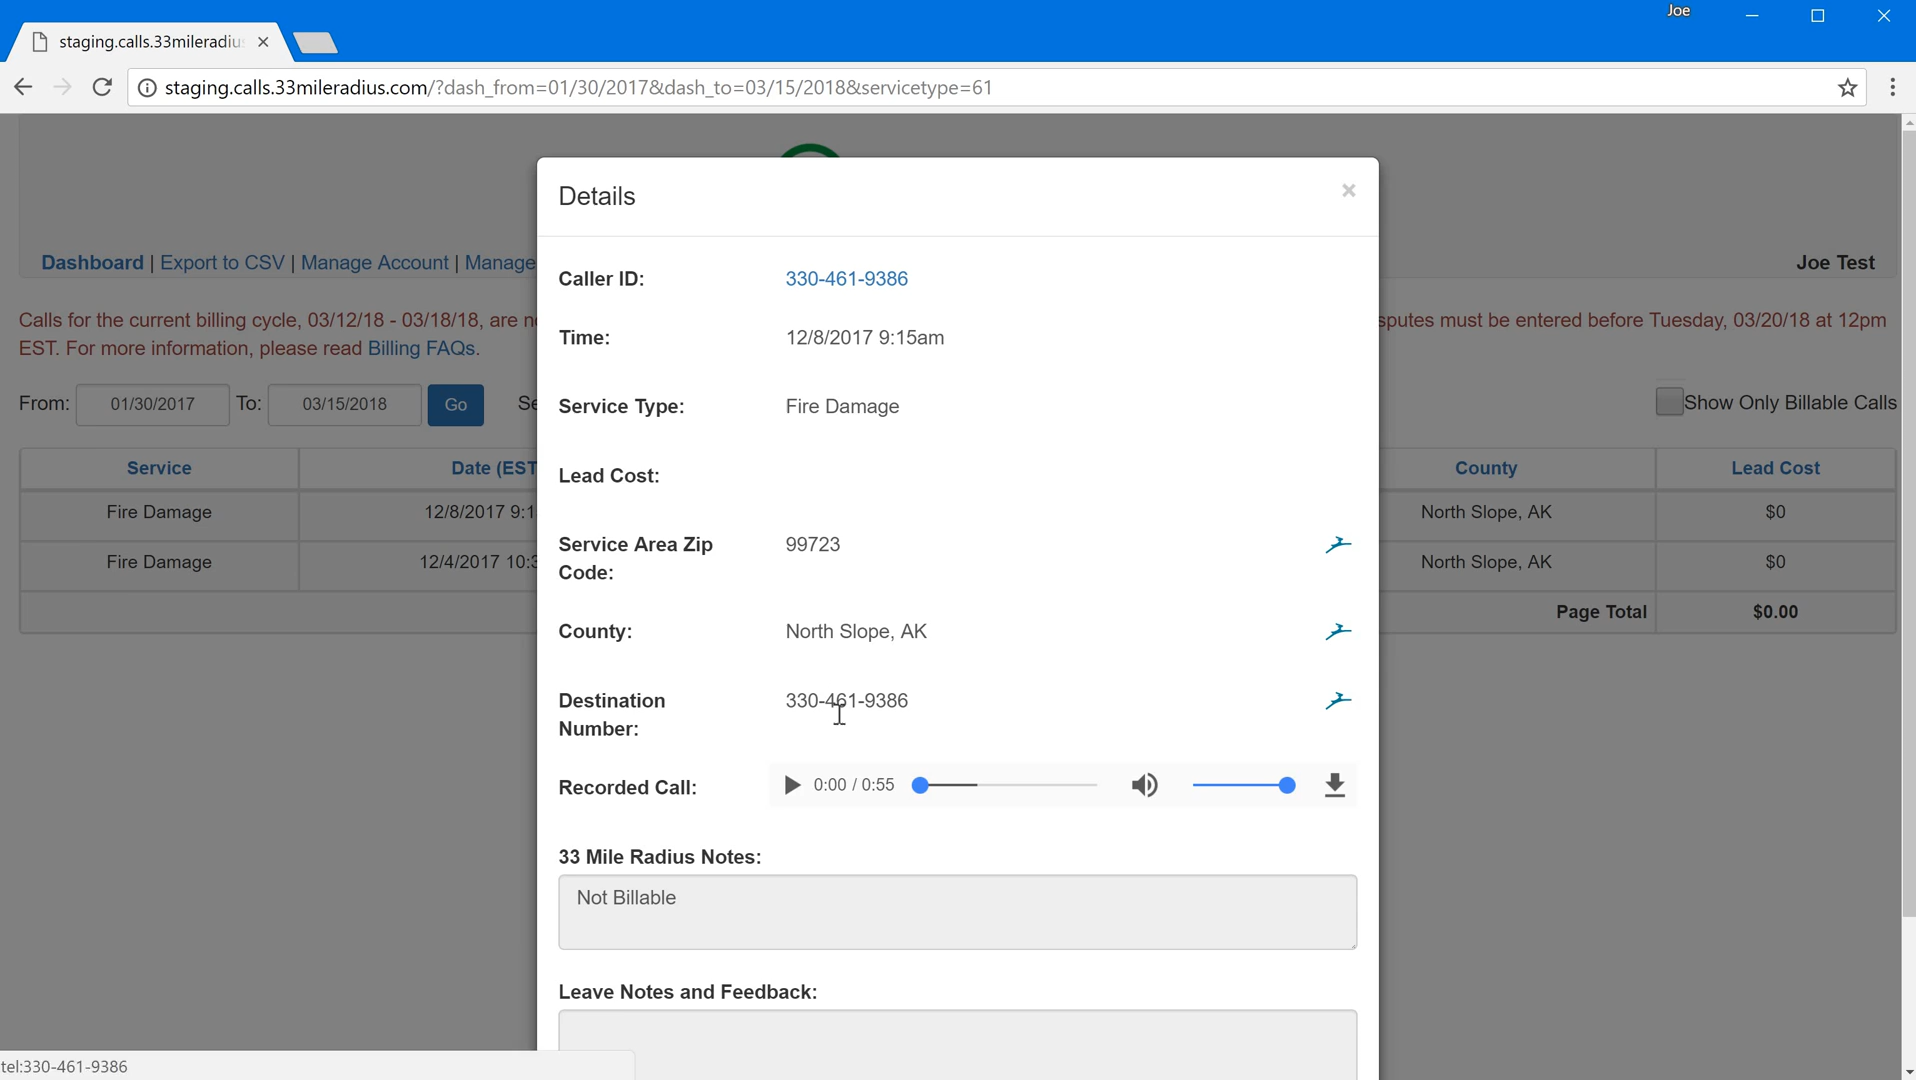 Joe
staging.calls.33mileradiu
staging.calls.33mileradius.com/?dash_from=01/30/2017&dash_to=03/15/2018&servicetype=61
Details
×
Dashboard | Export to CSV | Manage Account | Manage
Joe Test
Caller ID: 330-461-9386
Calls for the current billing cycle, 03/12/18 - 03/18/18, are n
sputes must be entered before Tuesday, 03/20/18 at 12pm
EST. For more information, please read Billing FAQs.
Time: 12/8/2017 9:15am
From: 01/30/2017 To: 03/15/2018 Go Se
Show Only Billable Calls
Service Type: Fire Damage
Service Date (EST County Lead Cost
Lead Cost:
Fire Damage 12/8/2017 9:1 North Slope, AK $0
Service Area Zip
Code:
99723
Fire Damage 12/4/2017 10:3 North Slope, AK $0
Page Total $0.00
County: North Slope, AK
Destination
Number:
330-461-9386
Recorded Call: 0:00 / 0:55
33 Mile Radius Notes:
Not Billable
Leave Notes and Feedback:
tel:330-461-9386